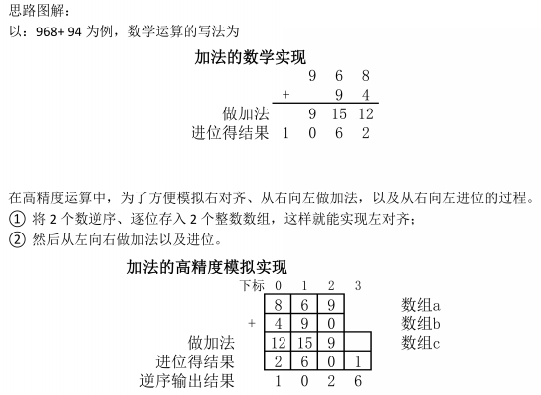 思路图解：
以：968+ 94 为例，数学运算的写法为
加法的数学实现
9 6 8
+ 9 4
做加法 9 15 12
进位得结果 1 0 6 2
在高精度运算中，为了方便模拟右对齐、从右向左做加法，以及从右向左进位的过程。
① 将 2 个数逆序、逐位存入 2 个整数数组，这样就能实现左对齐；
② 然后从左向右做加法以及进位。
加法的高精度模拟实现
下标 0 1 2 3
8 6 9 数组a
+ 4 9 0 数组b
做加法 12 15 9 数组c
进位得结果 2 6 0 1
逆序输出结果 1 0 2 6